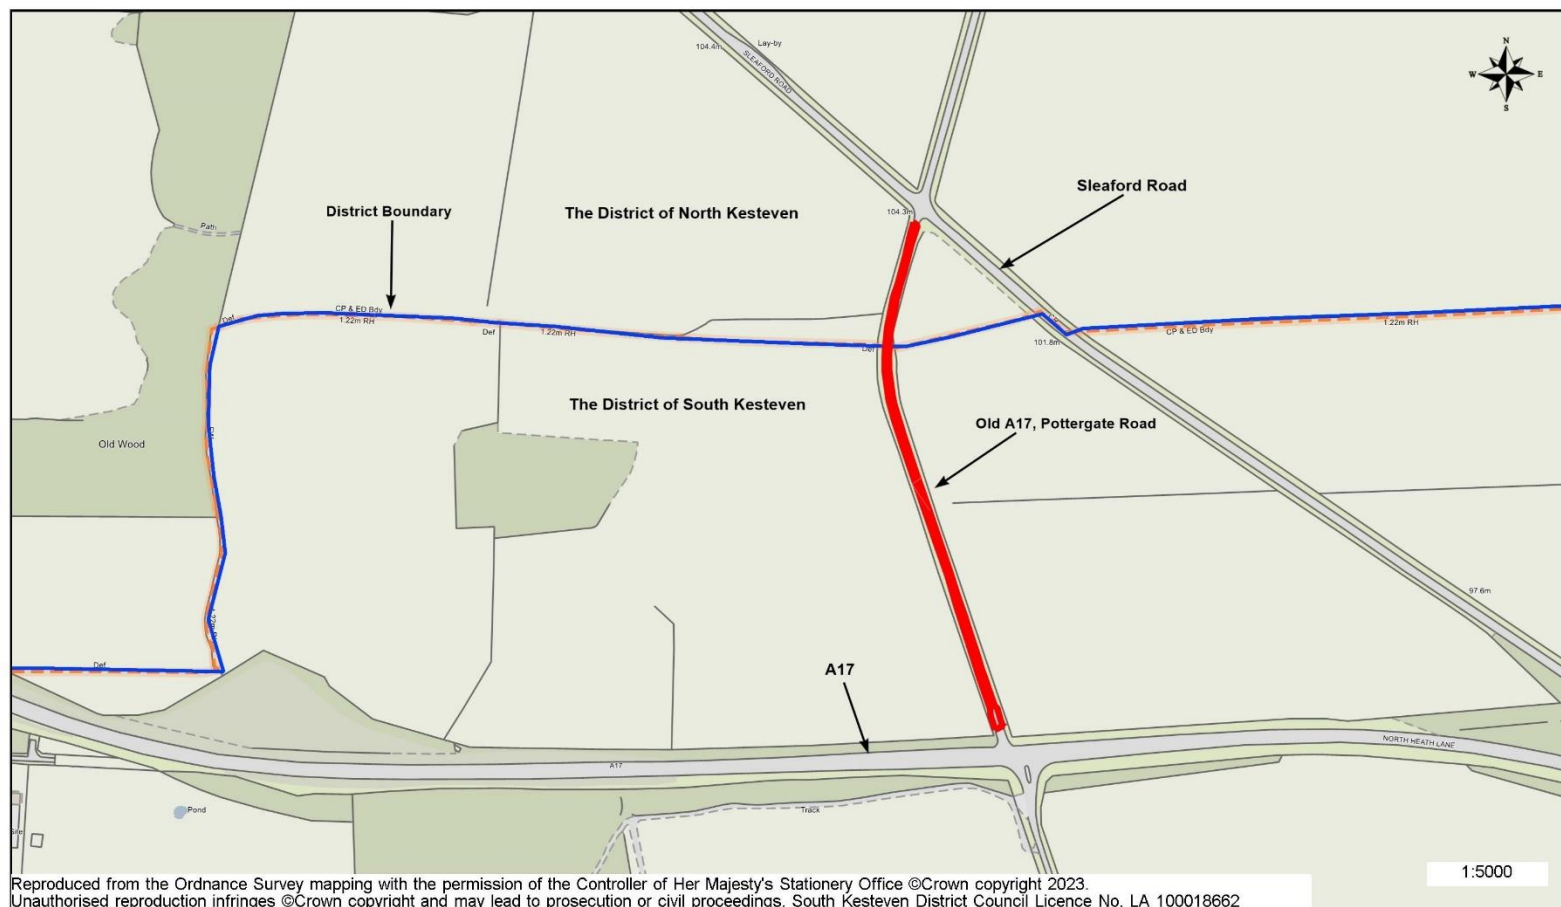 104.4m
Lay-by
SLEAFORD ROAD
N
W E
S
Sleaford Road
District Boundary
The District of North Kesteven
104.3m
Path
CP & ED Bdy
Def
1.22m RH
Def
1.22m RH
Def
CR
101.8m
CP & ED Bdy
1.22m RH
The District of South Kesteven
Old A17, Pottergate Road
Old Wood
97.6m
Def
A17
NORTH HEATH LANE
A17
Pond
Track
1:5000
Reproduced from the Ordnance Survey mapping with the permission of the Controller of Her Majesty's Stationery Office ©Crown copyright 2023.
Unauthorised reproduction infringes ©Crown copyright and may lead to prosecution or civil proceedings. South Kesteven District Council Licence No. LA 100018662